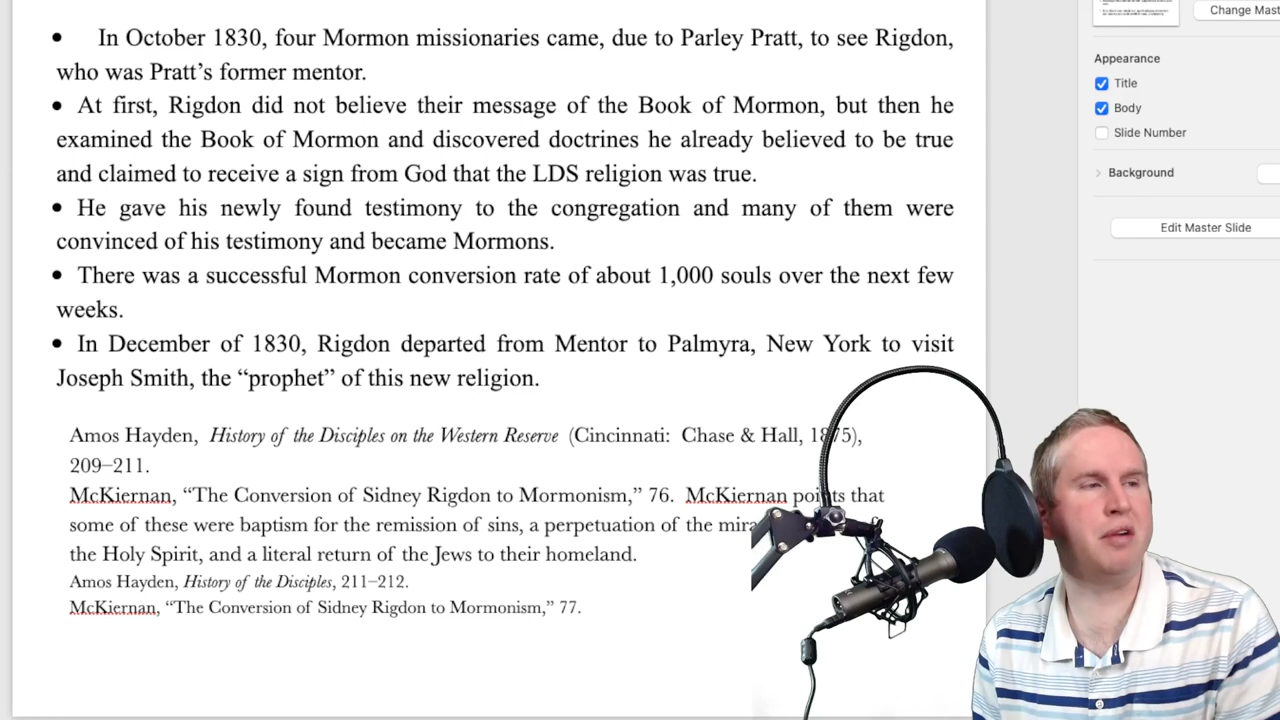 • In October 1830, four Mormon missionaries came, due to Parley Pratt, to see Rigdon,
who was Pratt’s former mentor.
• At first, Rigdon did not believe their message of the Book of Mormon, but then he
examined the Book of Mormon and discovered doctrines he already believed to be true
and claimed to receive a sign from God that the LDS religion was true.
• He gave his newly found testimony to the congregation and many of them were
convinced of his testimony and became Mormons.
• There was a successful Mormon conversion rate of about 1,000 souls over the next few
weeks.
• In December of 1830, Rigdon departed from Mentor to Palmyra, New York to visit
Joseph Smith, the “prophet” of this new religion.
Amos Hayden, History of the Disciples on the Western Reserve (Cincinnati: Chase & Hall, 1875),
209–211.
McKiernan, “The Conversion of Sidney Rigdon to Mormonism,” 76. McKiernan points that
some of these were baptism for the remission of sins, a perpetuation of the
the Holy Spirit, and a literal return of the Jews to their homeland.
Amos Hayden, History of the Disciples, 211–212.
McKiernan, “The Conversion of Sidney Rigdon to Mormonism,” 77.
Change
Appearance
Title
Body
Slide Number
Background
Edit Master Slide